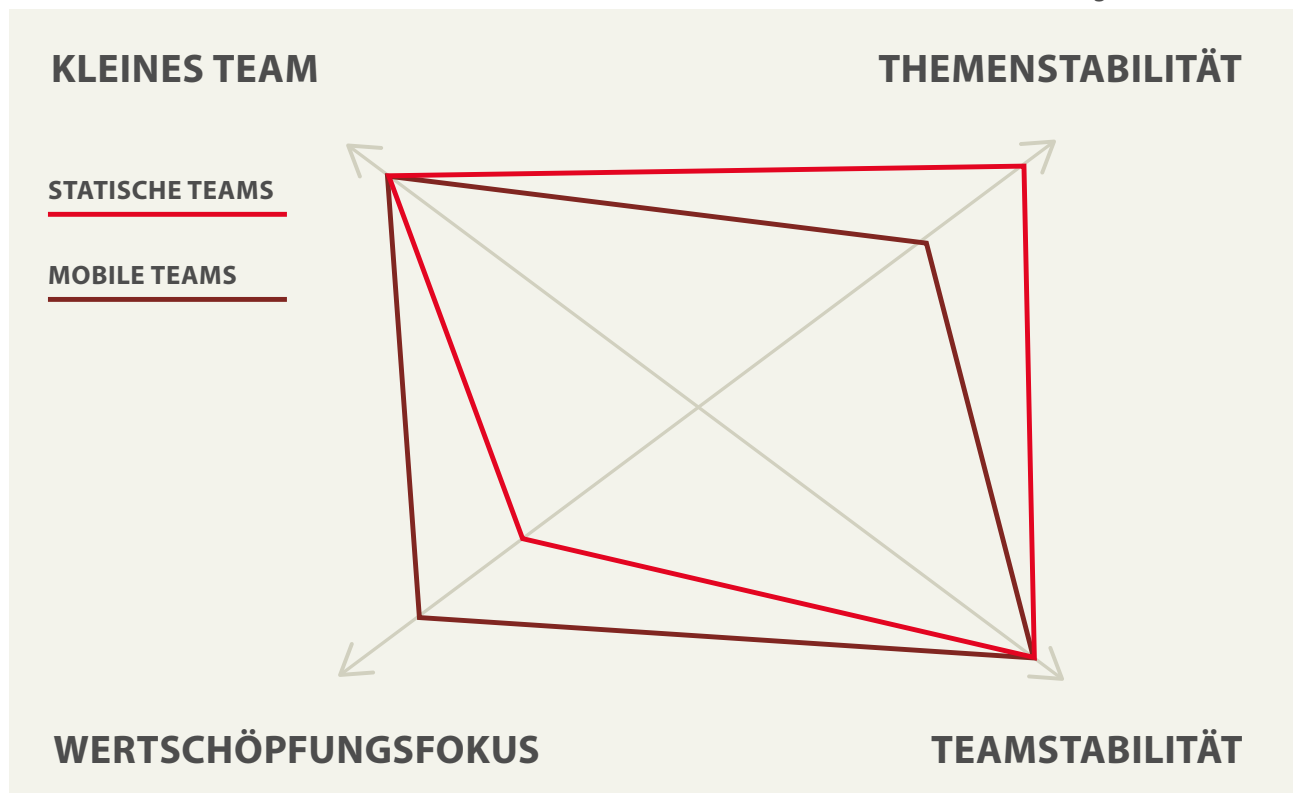 KLEINES TEAM
THEMENSTABILITÄT
STATISCHE TEAMS
MOBILE TEAMS
WERTSCHÖPFUNGSFOKUS
TEAMSTABILITÄT